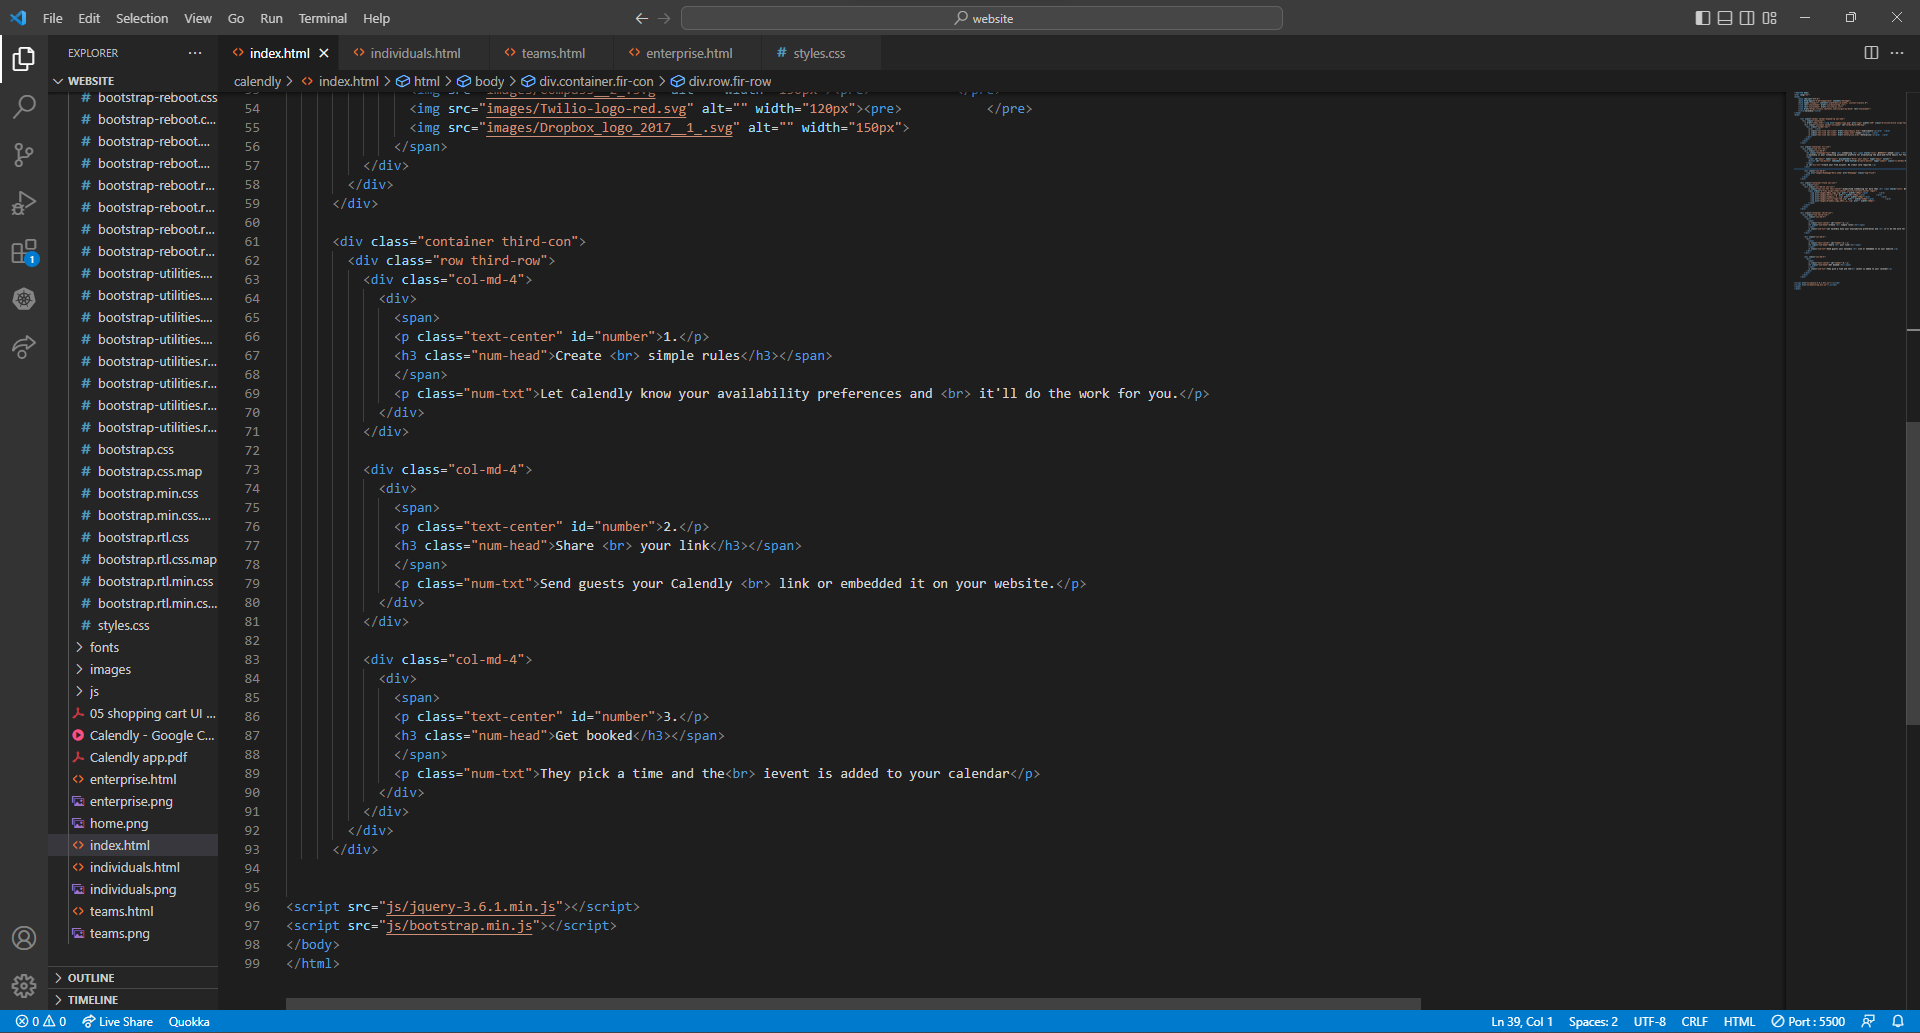 File Edit Selection View Go Run Terminal Help
website
EXPLORER
index.html
individuals.html
teams.html
enterprise.html
# styles.css
calendly > index.html > html > body > div.container.fir-con > div.row.fir-row
WEBSITE
# bootstrap-reboot.css
# bootstrap-reboot.c...
# bootstrap-reboot....
# bootstrap-reboot....
# bootstrap-reboot.r...
# bootstrap-reboot.r...
# bootstrap-reboot.r...
# bootstrap-reboot.r...
# bootstrap-utilities....
# bootstrap-utilities....
# bootstrap-utilities....
# bootstrap-utilities....
# bootstrap-utilities.r...
# bootstrap-utilities.r...
# bootstrap-utilities.r...
# bootstrap-utilities.r...
# bootstrap.css
# bootstrap.css.map
# bootstrap.min.css
# bootstrap.min.css....
# bootstrap.rtl.css
# bootstrap.rtl.css.map
# bootstrap.rtl.min.css
# bootstrap.rtl.min.cs...
# styles.css
> fonts
> images
> js
05 shopping cart UI ...
Calendly - Google C...
Calendly app.pdf
enterprise.html
enterprise.png
home.png
index.html
individuals.html
individuals.png
teams.html
teams.png
> OUTLINE
> TIMELINE
1
54 <img src="images/Twilio-logo-red.svg" alt="" width="120px"><pre> </pre>
55 <img src="images/Dropbox_logo_2017__1_.svg" alt="" width="150px">
56 </span>
57 </div>
58 </div>
59 </div>
60
61 <div class="container third-con">
62 <div class="row third-row">
63 <div class="col-md-4">
64 <div>
65 <span>
66 <p class="text-center" id="number">1.</p>
67 <h3 class="num-head">Create <br> simple rules</h3></span>
68 </span>
69 <p class="num-txt">Let Calendly know your availability preferences and <br> it'll do the work for you.</p>
70 </div>
71 </div>
72
73 <div class="col-md-4">
74 <div>
75 <span>
76 <p class="text-center" id="number">2.</p>
77 <h3 class="num-head">Share <br> your link</h3></span>
78 </span>
79 <p class="num-txt">Send guests your Calendly <br> link or embedded it on your website.</p>
80 </div>
81 </div>
82
83 <div class="col-md-4">
84 <div>
85 <span>
86 <p class="text-center" id="number">3.</p>
87 <h3 class="num-head">Get booked</h3></span>
88 </span>
89 <p class="num-txt">They pick a time and the<br> ievent is added to your calendar</p>
90 </div>
91 </div>
92 </div>
93 </div>
94
95
96 <script src="js/jquery-3.6.1.min.js"></script>
97 <script src="js/bootstrap.min.js"></script>
98 </body>
99 </html>
0 0 Live Share Quokka
Ln 39, Col 1 Spaces: 2 UTF-8 CRLF HTML Port : 5500